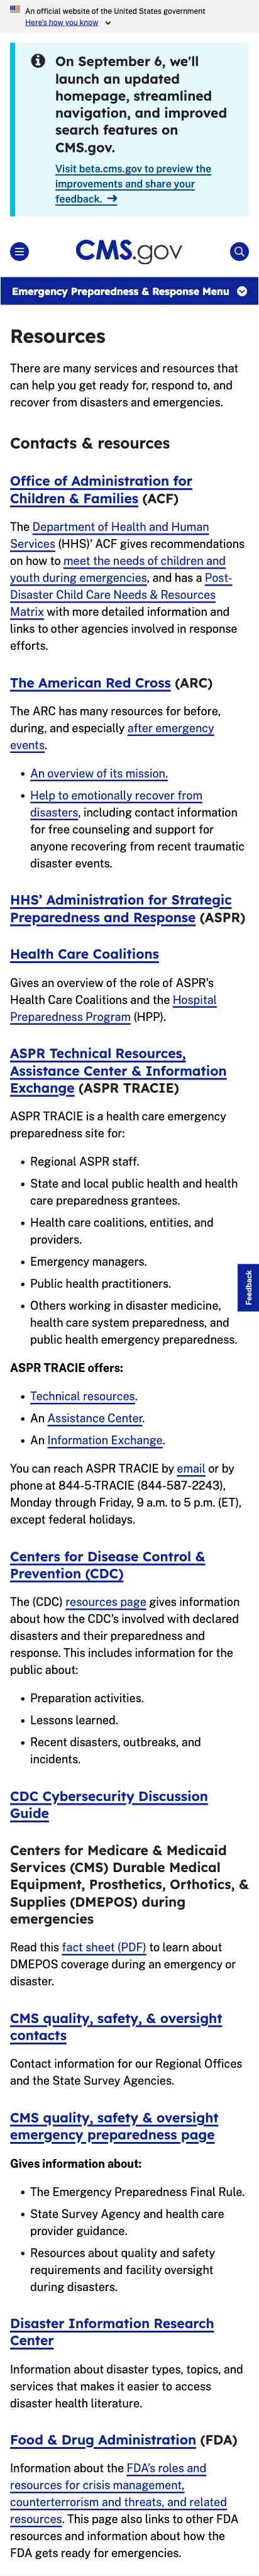 An official website of the United States government
Here's how you know
On September 6, we'll
launch an updated
homepage, streamlined
navigation, and improved
search features on
CMS.gov.
Visit beta.cms.gov to preview the
improvements and share your
feedback. →
CMS.gov
Emergency Preparedness & Response Menu
Resources
There are many services and resources that
can help you get ready for, respond to, and
recover from disasters and emergencies.
Contacts & resources
Office of Administration for
Children & Families (ACF)
The Department of Health and Human
Services (HHS)' ACF gives recommendations
on how to meet the needs of children and
youth during emergencies, and has a Post-
Disaster Child Care Needs & Resources
Matrix with more detailed information and
links to other agencies involved in response
efforts.
The American Red Cross (ARC)
The ARC has many resources for before,
during, and especially after emergency
events.
• An overview of its mission.
• Help to emotionally recover from
disasters, including contact information
for free counseling and support for
anyone recovering from recent traumatic
disaster events.
HHS' Administration for Strategic
Preparedness and Response (ASPR)
Health Care Coalitions
Gives an overview of the role of ASPR's
Health Care Coalitions and the Hospital
Preparedness Program (HPP).
ASPR Technical Resources,
Assistance Center & Information
Exchange (ASPR TRACIE)
ASPR TRACIE is a health care emergency
preparedness site for:
• Regional ASPR staff.
• State and local public health and health
care preparedness grantees.
• Health care coalitions, entities, and
providers.
• Emergency managers.
• Public health practitioners.
• Others working in disaster medicine,
health care system preparedness, and
public health emergency preparedness.
Feedback
ASPR TRACIE offers:
• Technical resources.
• An Assistance Center.
• An Information Exchange.
You can reach ASPR TRACIE by email or by
phone at 844-5-TRACIE (844-587-2243),
Monday through Friday, 9 a.m. to 5 p.m. (ET),
except federal holidays.
Centers for Disease Control &
Prevention (CDC)
The (CDC) resources page gives information
about how the CDC's involved with declared
disasters and their preparedness and
response. This includes information for the
public about:
• Preparation activities.
• Lessons learned.
• Recent disasters, outbreaks, and
incidents.
CDC Cybersecurity Discussion
Guide
Centers for Medicare & Medicaid
Services (CMS) Durable Medical
Equipment, Prosthetics, Orthotics, &
Supplies (DMEPOS) during
emergencies
Read this fact sheet (PDF) to learn about
DMEPOS coverage during an emergency or
disaster.
CMS quality, safety, & oversight
contacts
Contact information for our Regional Offices
and the State Survey Agencies.
CMS quality, safety & oversight
emergency preparedness page
Gives information about:
• The Emergency Preparedness Final Rule.
• State Survey Agency and health care
provider guidance.
• Resources about quality and safety
requirements and facility oversight
during disasters.
Disaster Information Research
Center
Information about disaster types, topics, and
services that makes it easier to access
disaster health literature.
Food & Drug Administration (FDA)
Information about the FDA's roles and
resources for crisis management,
counterterrorism and threats, and related
resources. This page also links to other FDA
resources and information about how the
FDA gets ready for emergencies.